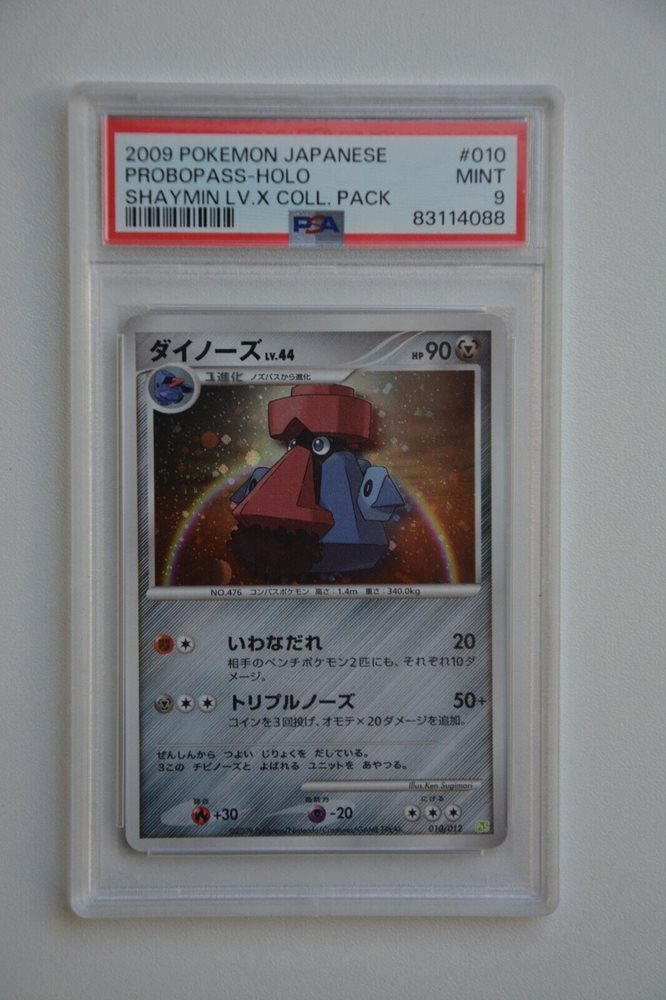 2009 POKEMON JAPANESE #010
PROBOPASS-HOLO MINT
SHAYMIN LV.X COLL. PACK 9
PSA 83114088
ダイノーズ LV.44 HP 90
1進化 ノズパスから進化
NO.476 コンパスポケモン 高さ:1.4m 重さ:340.0kg
いわなだれ 20
相手のベンチポケモン2匹にも、それぞれ10ダ
メージ。
トリプルノーズ 50+
コインを3回投げ、オモテ×20ダメージを追加。
ぜんしんから つよい じりょくを だしている。
3この チビノーズと よばれる ユニットを あやつる。
Illus. Ken Sugimori
弱点 抵抗力 にげる
+30 -20
©2009 Pokémon/Nintendo/Creatures/GAME FREAK. 010/012